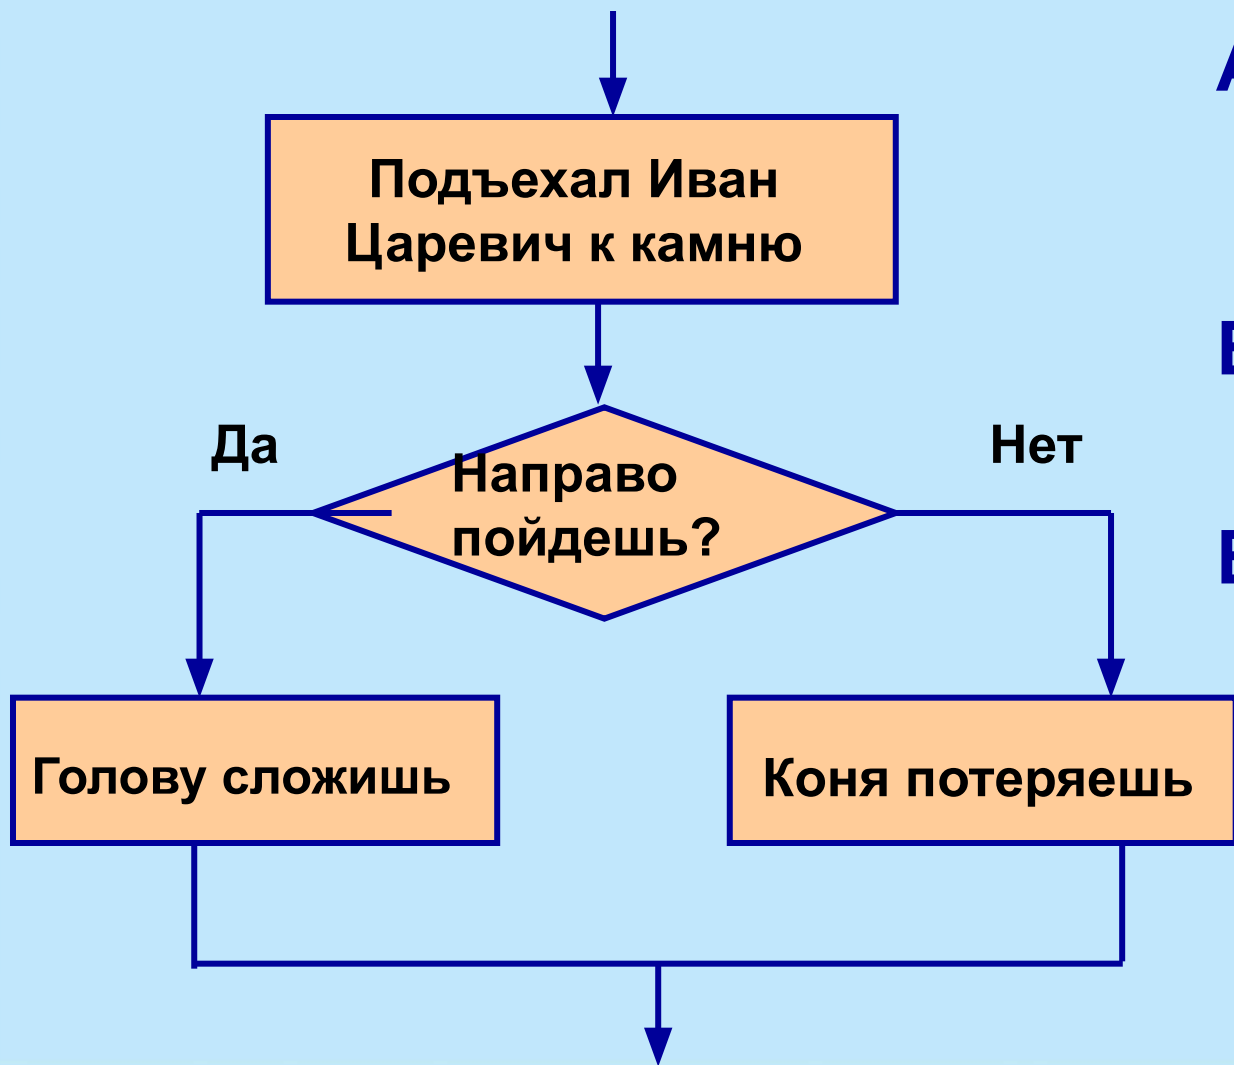 Подъехал Иван
Царевич к камню
Да
Нет
Направо
пойдешь?
Голову сложишь
Коня потеряешь